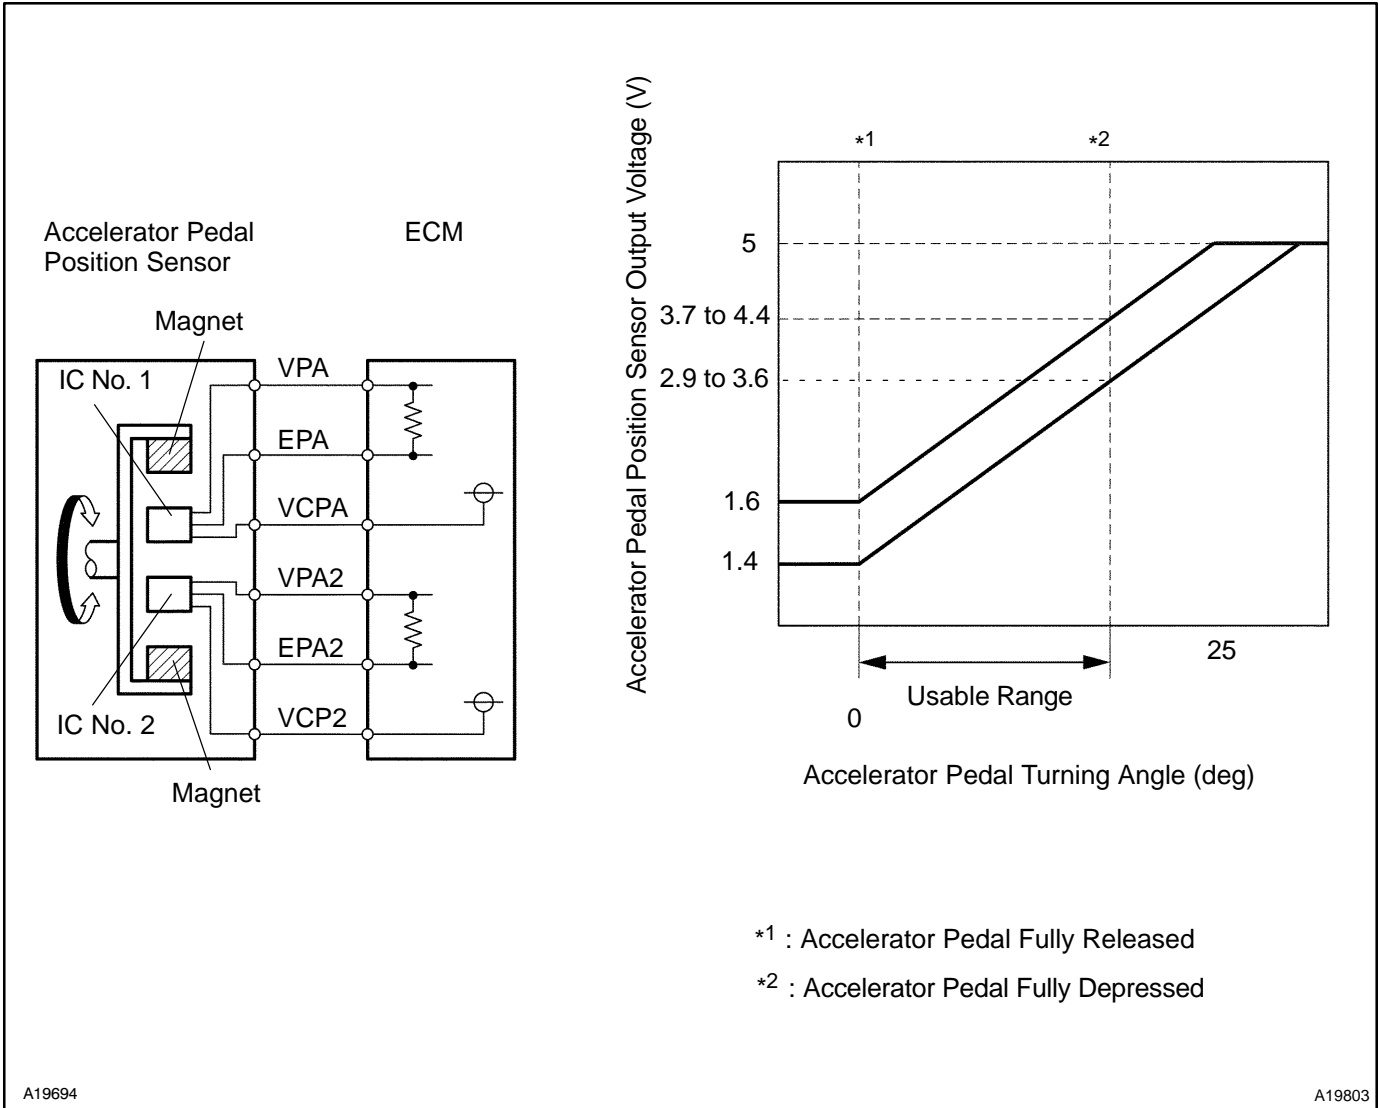 Accelerator Pedal
Position Sensor
ECM
Magnet
IC No. 1
VPA
EPA
VCPA
VPA2
EPA2
VCP2
IC No. 2
Magnet
Accelerator Pedal Position Sensor Output Voltage (V)
*1
*2
5
3.7 to 4.4
2.9 to 3.6
1.6
1.4
25
Usable Range
0
Accelerator Pedal Turning Angle (deg)
*1 : Accelerator Pedal Fully Released
*2 : Accelerator Pedal Fully Depressed
A19694
A19803